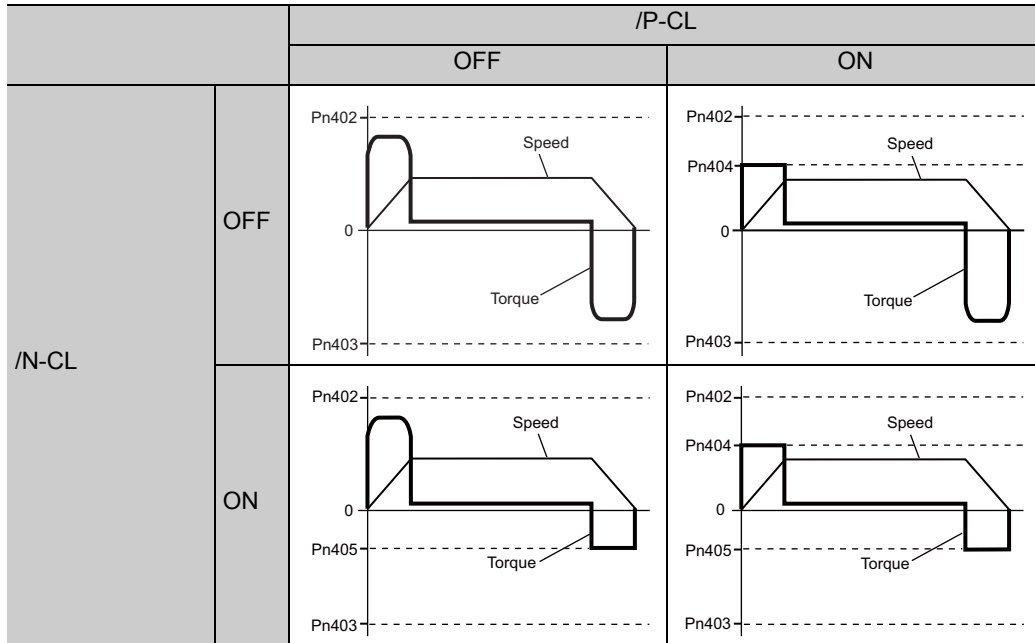 /P-CL
OFF
ON
/N-CL
OFF
Pn402
Speed
0
Torque
Pn403
Pn402
Pn404
Speed
0
Torque
Pn403
ON
Pn402
Speed
0
Pn405
Torque
Pn403
Pn402
Pn404
Speed
0
Pn405
Torque
Pn403